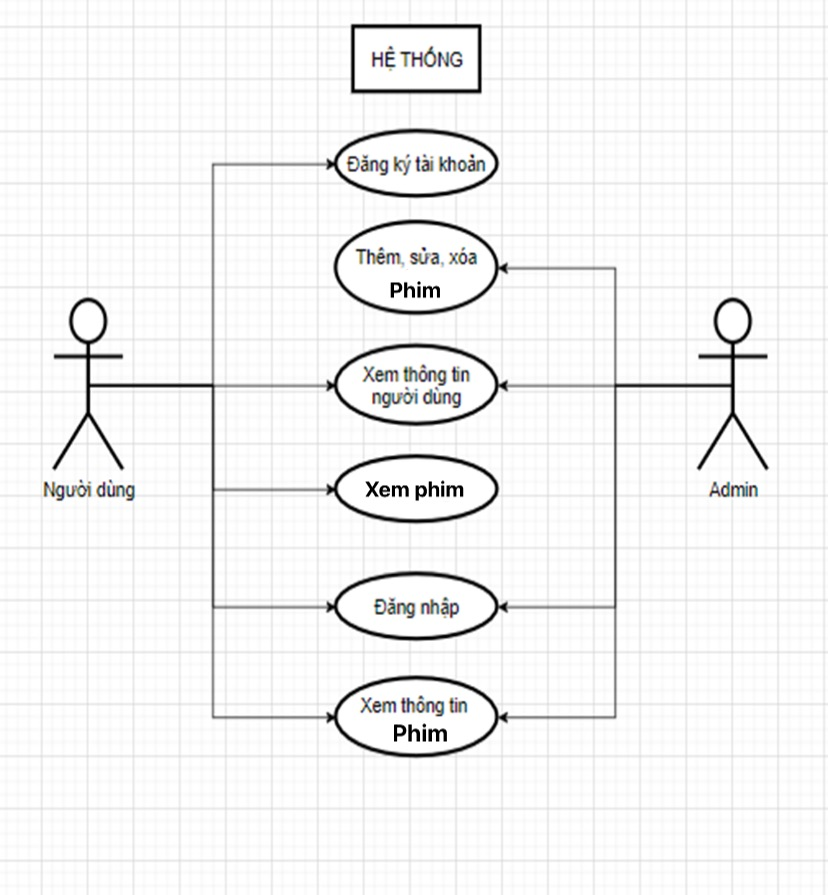 HỆ THỐNG
Đăng ký tài khoản
Thêm, sửa, xóa
Phim
Xem thông tin
người dùng
Xem phim
Người dùng
Admin
Đăng nhập
Xem thông tin
Phim